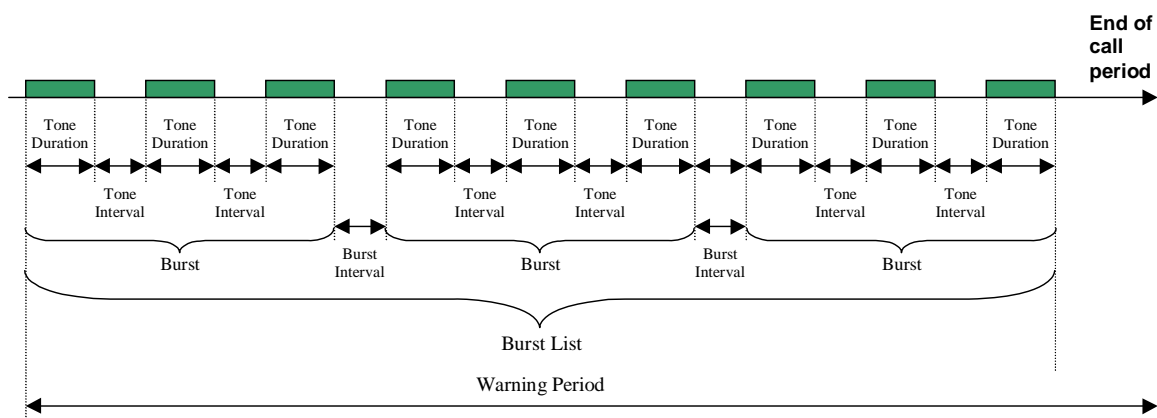 End of
call
period
Tone
Duration
Tone
Duration
Tone
Duration
Tone
Duration
Tone
Duration
Tone
Duration
Tone
Duration
Tone
Duration
Tone
Duration
Tone
Interval
Tone
Interval
Tone
Interval
Tone
Interval
Tone
Interval
Tone
Interval
Burst
Burst
Interval
Burst
Burst
Interval
Burst
Burst List
Warning Period